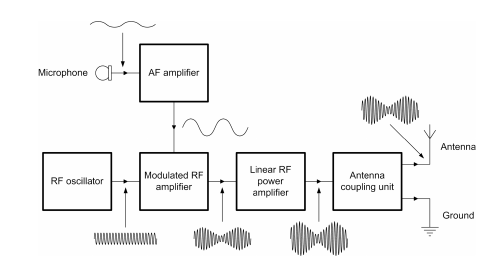 Microphone
AF amplifier
Antenna
RF oscillator
Modulated RF
amplifier
Linear RF
power
amplifier
Antenna
coupling unit
Ground